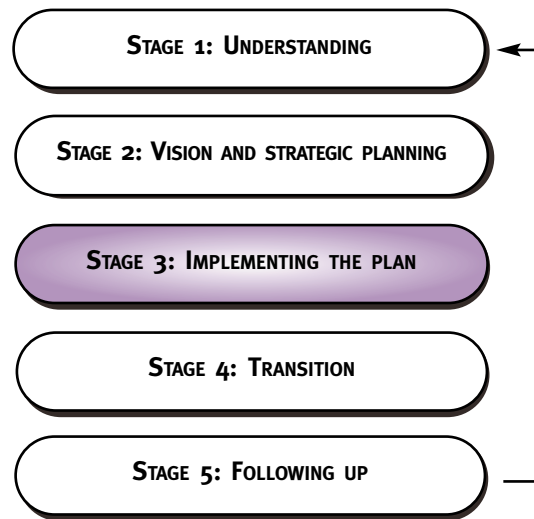 Stage 1: Understanding
Stage 2: Vision and strategic planning
Stage 3: Implementing the plan
Stage 4: Transition
Stage 5: Following up